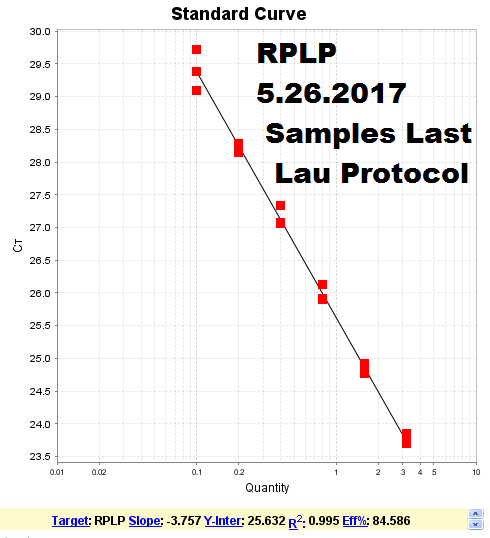 Standard Curve
RPLP
5.26.2017
Samples Last
Lau Protocol
30.0
29.5
29.0
28.5
28.0
27.5
27.0
26.5
26.0
25.5
25.0
24.5
24.0
23.5
Cт
0.01 0.02 0.1 0.2 1 2 3 4 5 10
Quantity
Target: RPLP Slope: -3.757 Y-Inter: 25.632 R²: 0.995 Eff%: 84.586